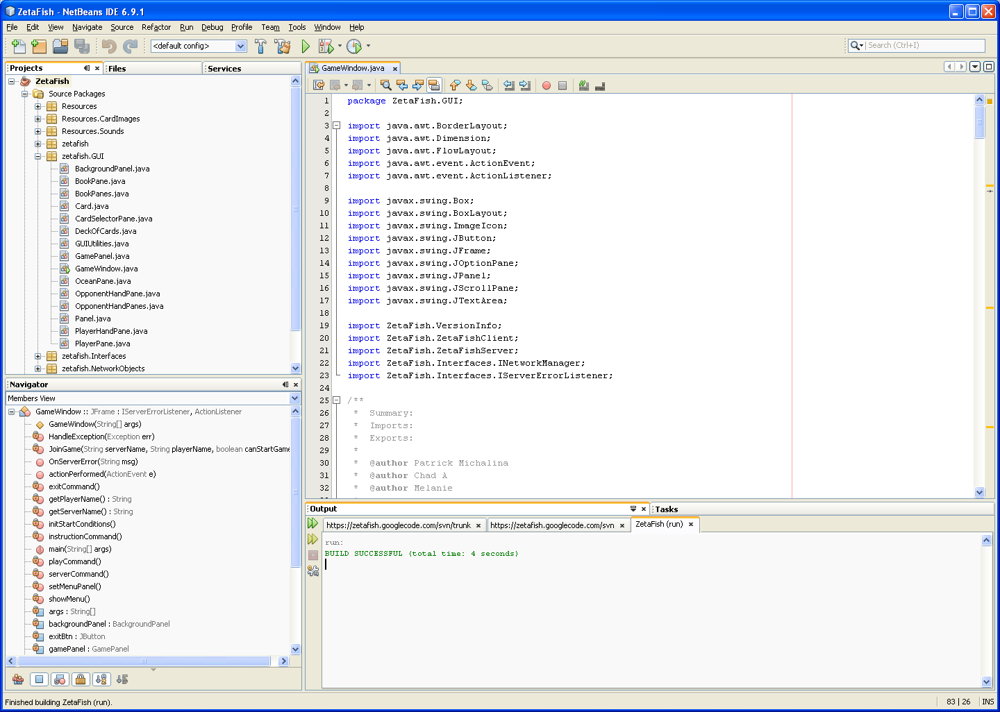 ZetaFish - NetBeans IDE 6.9.1
File Edit View Navigate Source Refactor Run Debug Profile Team Tools Window Help
<default config>
Search (Ctrl+I)
Projects Files Services
ZetaFish
Source Packages
Resources
Resources.CardImages
Resources.Sounds
zetafish
zetafish.GUI
BackgroundPanel.java
BookPane.java
BookPanes.java
Card.java
CardSelectorPane.java
DeckOfCards.java
GUIUtilities.java
GamePanel.java
GameWindow.java
OceanPane.java
OpponentHandPane.java
OpponentHandPanes.java
Panel.java
PlayerHandPane.java
PlayerPane.java
zetafish.Interfaces
zetafish.NetworkObjects
Navigator
Members View
GameWindow :: JFrame : IServerErrorListener, ActionListener
GameWindow(String[] args)
HandleException(Exception err)
JoinGame(String serverName, String playerName, boolean canStartGame
OnServerError(String msg)
actionPerformed(ActionEvent e)
exitCommand()
getPlayerName() : String
getServerName() : String
initStartConditions()
instructionCommand()
main(String[] args)
playCommand()
serverCommand()
setMenuPanel()
showMenu()
args : String[]
backgroundPanel : BackgroundPanel
exitBtn : JButton
gamePanel : GamePanel
GameWindow.java
1 package ZetaFish.GUI;
2
3 import java.awt.BorderLayout;
4 import java.awt.Dimension;
5 import java.awt.FlowLayout;
6 import java.awt.event.ActionEvent;
7 import java.awt.event.ActionListener;
8
9 import javax.swing.Box;
10 import javax.swing.BoxLayout;
11 import javax.swing.ImageIcon;
12 import javax.swing.JButton;
13 import javax.swing.JFrame;
14 import javax.swing.JOptionPane;
15 import javax.swing.JPanel;
16 import javax.swing.JScrollPane;
17 import javax.swing.JTextArea;
18
19 import ZetaFish.VersionInfo;
20 import ZetaFish.ZetaFishClient;
21 import ZetaFish.ZetaFishServer;
22 import ZetaFish.Interfaces.INetworkManager;
23 import ZetaFish.Interfaces.IServerErrorListener;
24
25 /**
26 * Summary:
27 * Imports:
28 * Exports:
29 *
30 * @author Patrick Michalina
31 * @author Chad A
32 * @author Melanie
Output Tasks
https://zetafish.googlecode.com/svn/trunk https://zetafish.googlecode.com/svn ZetaFish (run)
run:
BUILD SUCCESSFUL (total time: 4 seconds)
Finished building ZetaFish (run).
83 | 26 INS